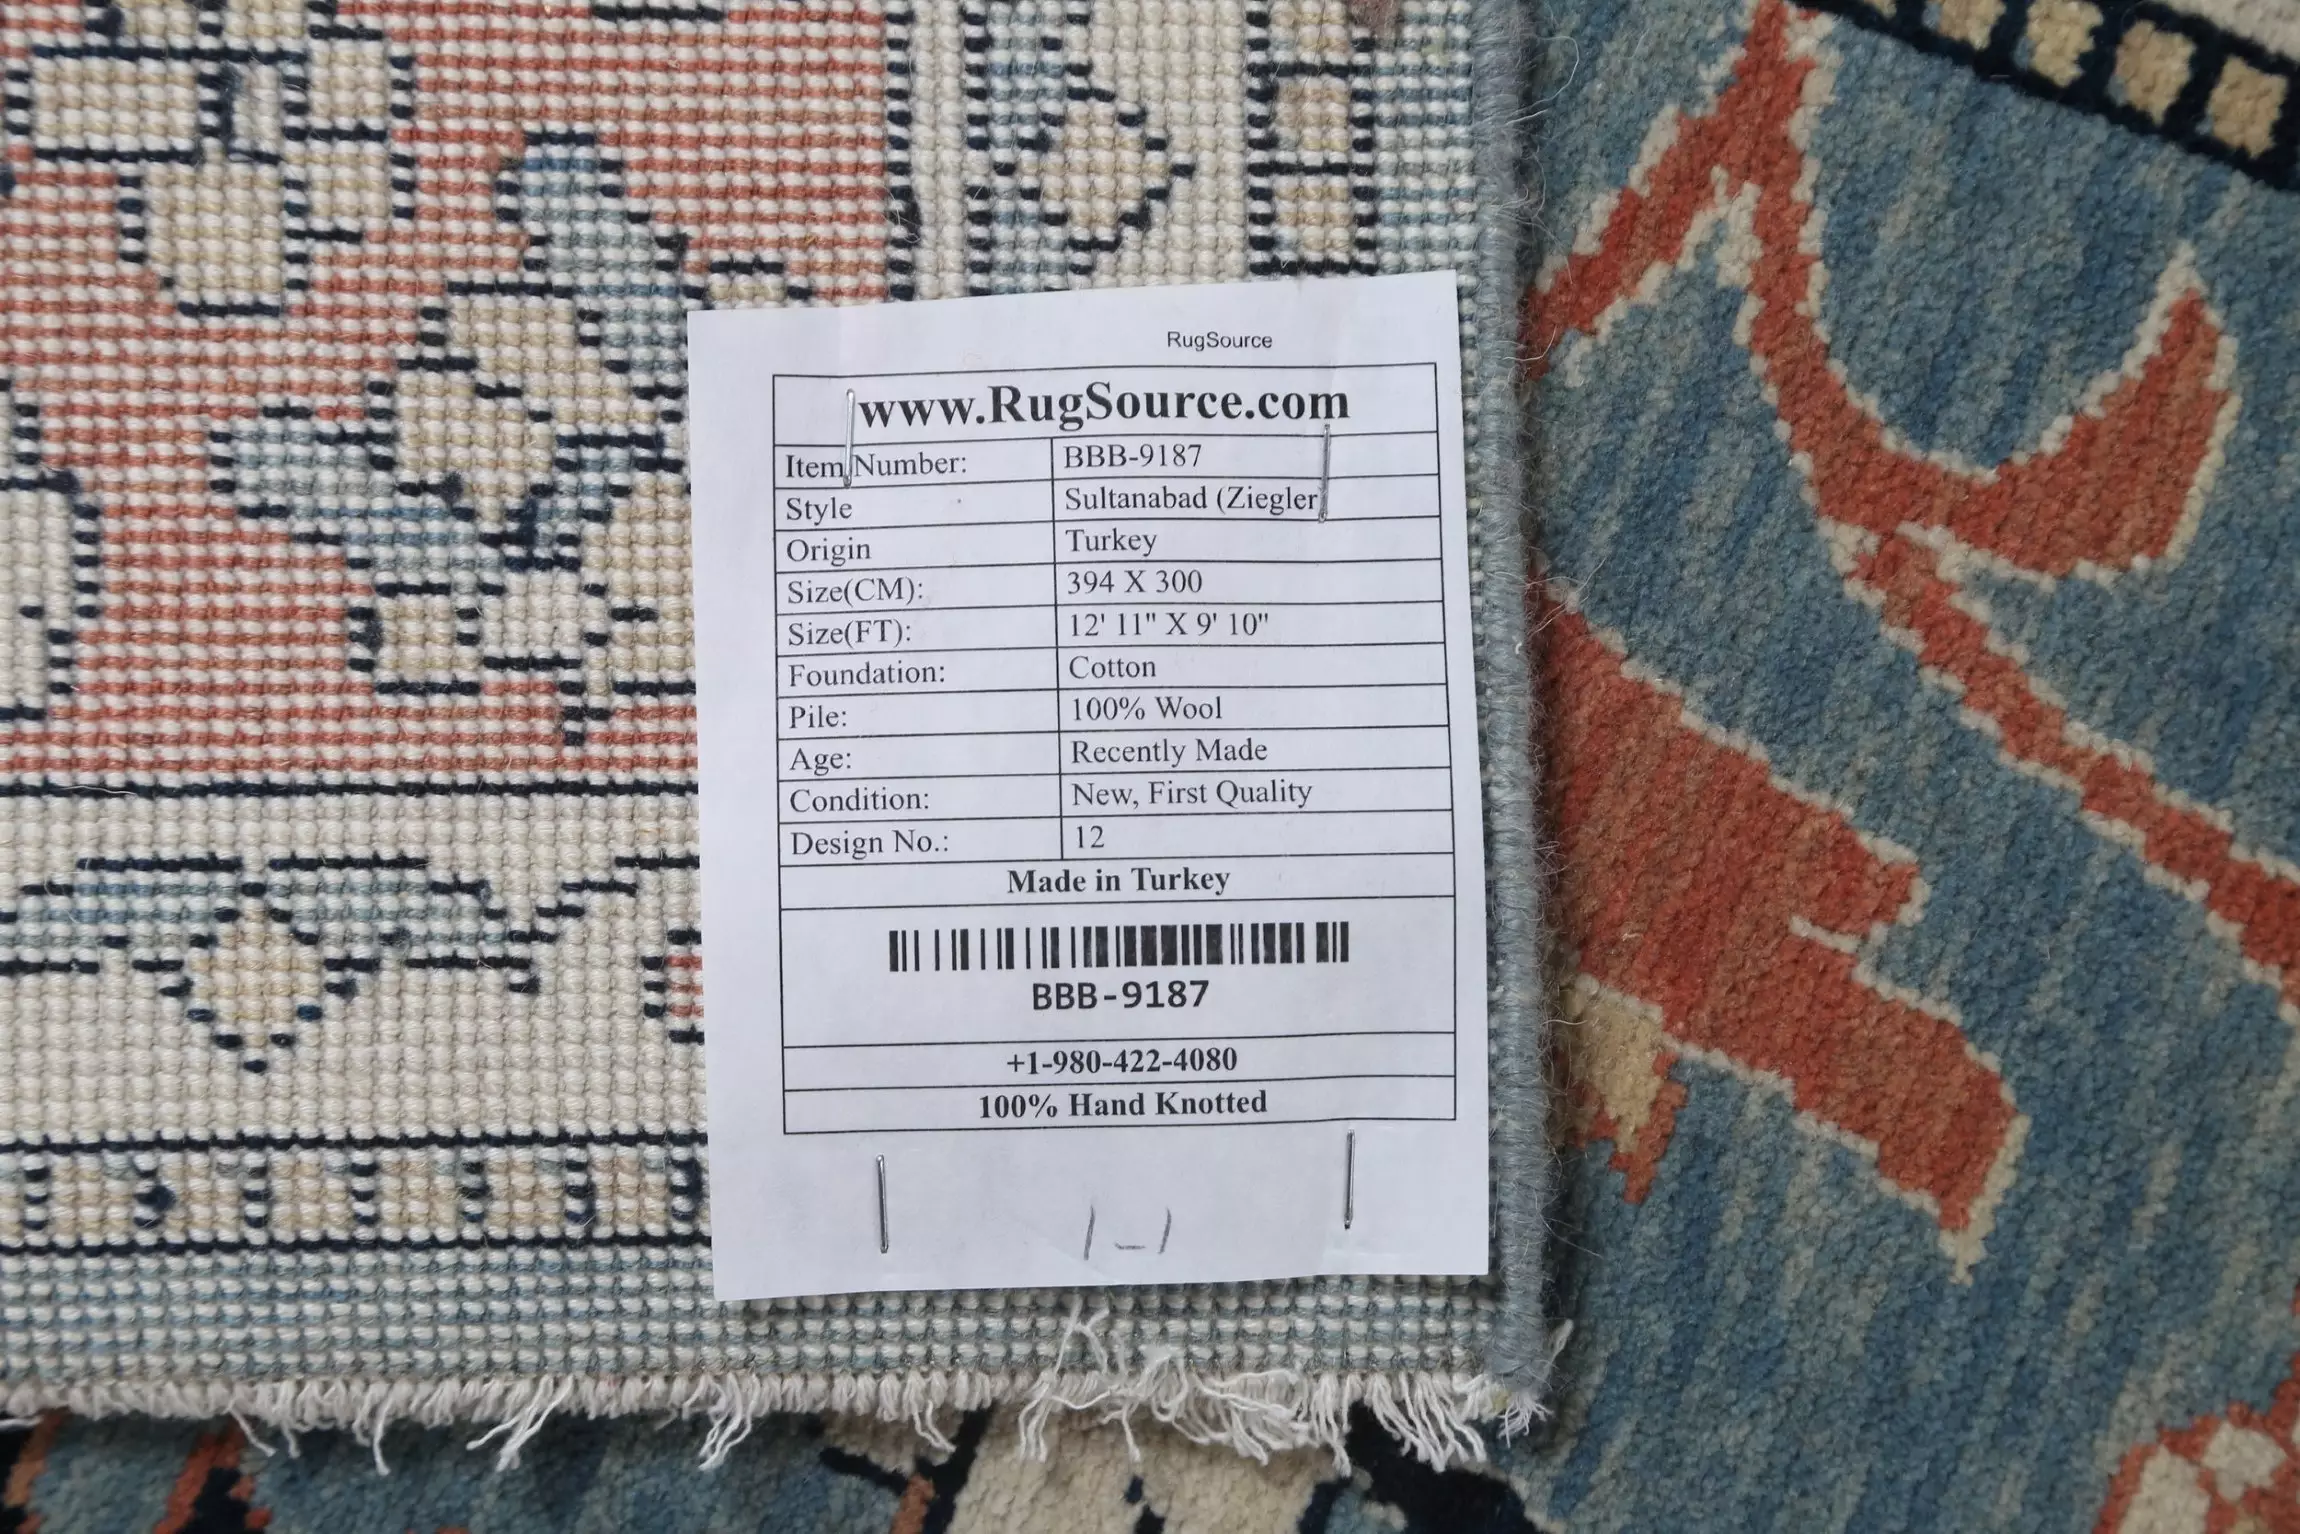 RugSource
www.RugSource.com
Item Number: BBB-9187
Style Sultanabad (Ziegler)
Origin Turkey
Size(CM): 394 X 300
Size(FT): 12' 11" X 9' 10"
Foundation: Cotton
Pile: 100% Wool
Age: Recently Made
Condition: New, First Quality
Design No.: 12
Made in Turkey
BBB-9187
+1-980-422-4080
100% Hand Knotted
1-1